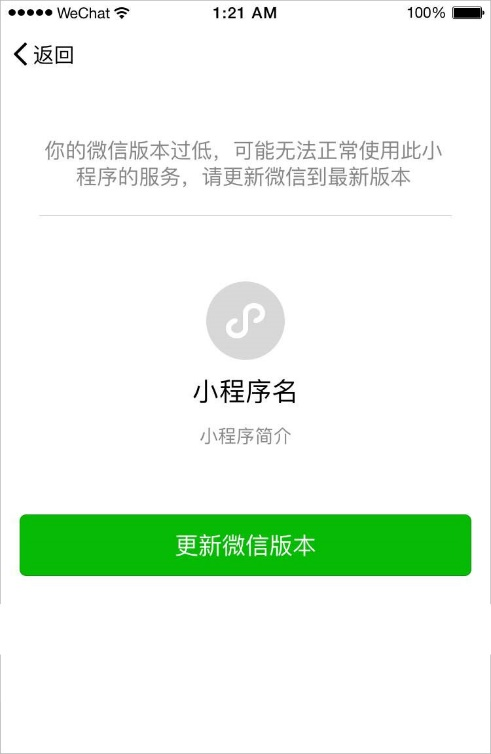 ●●●●● WeChat 1:21 AM 100%
返回
你的微信版本过低，可能无法正常使用此小
程序的服务，请更新微信到最新版本
小程序名
小程序简介
更新微信版本